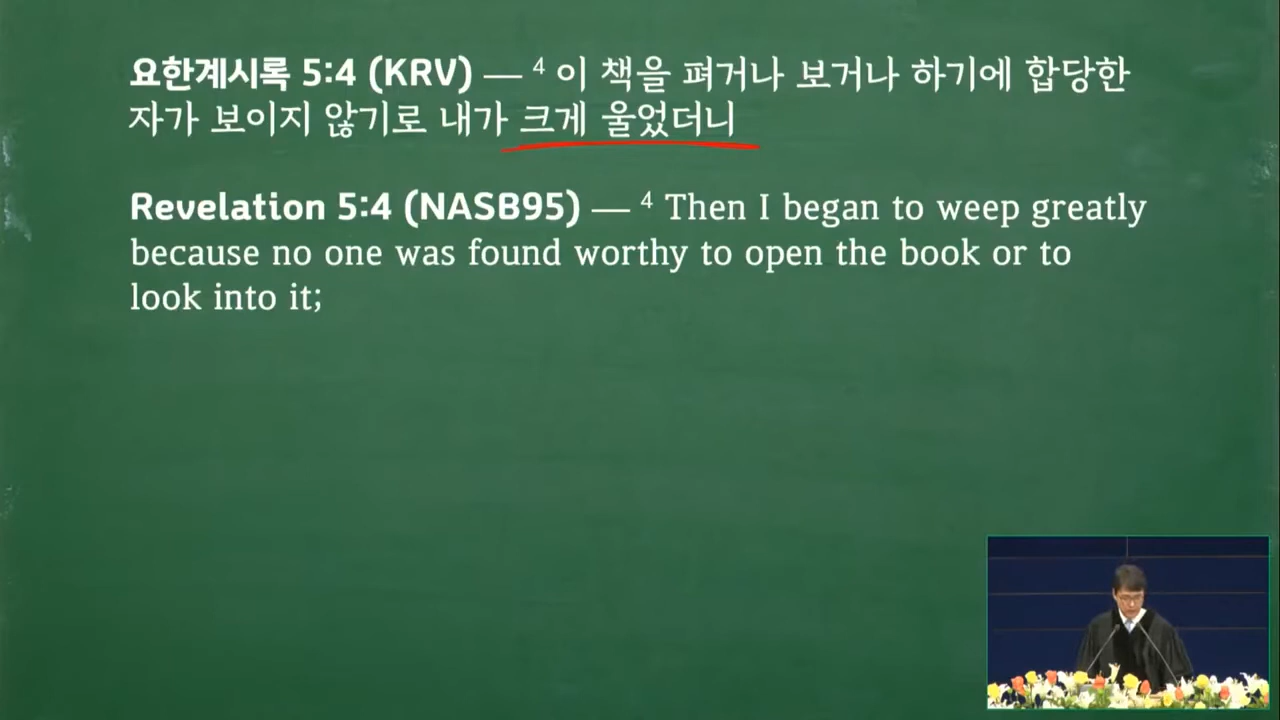 요한계시록 5:4 (KRV) — ⁴ 이 책을 펴거나 보거나 하기에 합당한
자가 보이지 않기로 내가 크게 울었더니
Revelation 5:4 (NASB95) — ⁴ Then I began to weep greatly
because no one was found worthy to open the book or to
look into it;